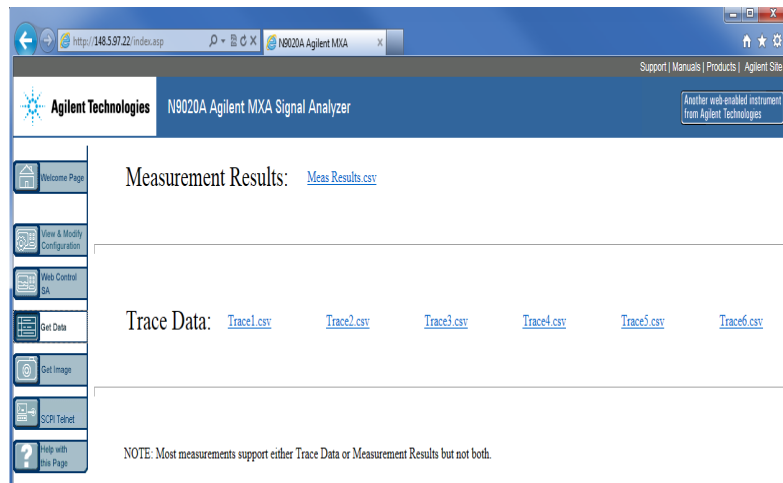 http://148.5.97.22/index.asp
N9020A Agilent MXA
Support | Manuals | Products | Agilent Site
Agilent Technologies
N9020A Agilent MXA Signal Analyzer
Another web-enabled instrument
from Agilent Technologies
Welcome Page
Measurement Results: Meas Results.csv
View & Modify
Configuration
Web Control
SA
Get Data
Trace Data: Trace1.csv Trace2.csv Trace3.csv Trace4.csv Trace5.csv Trace6.csv
Get Image
SCPI Telnet
Help with
this Page
NOTE: Most measurements support either Trace Data or Measurement Results but not both.